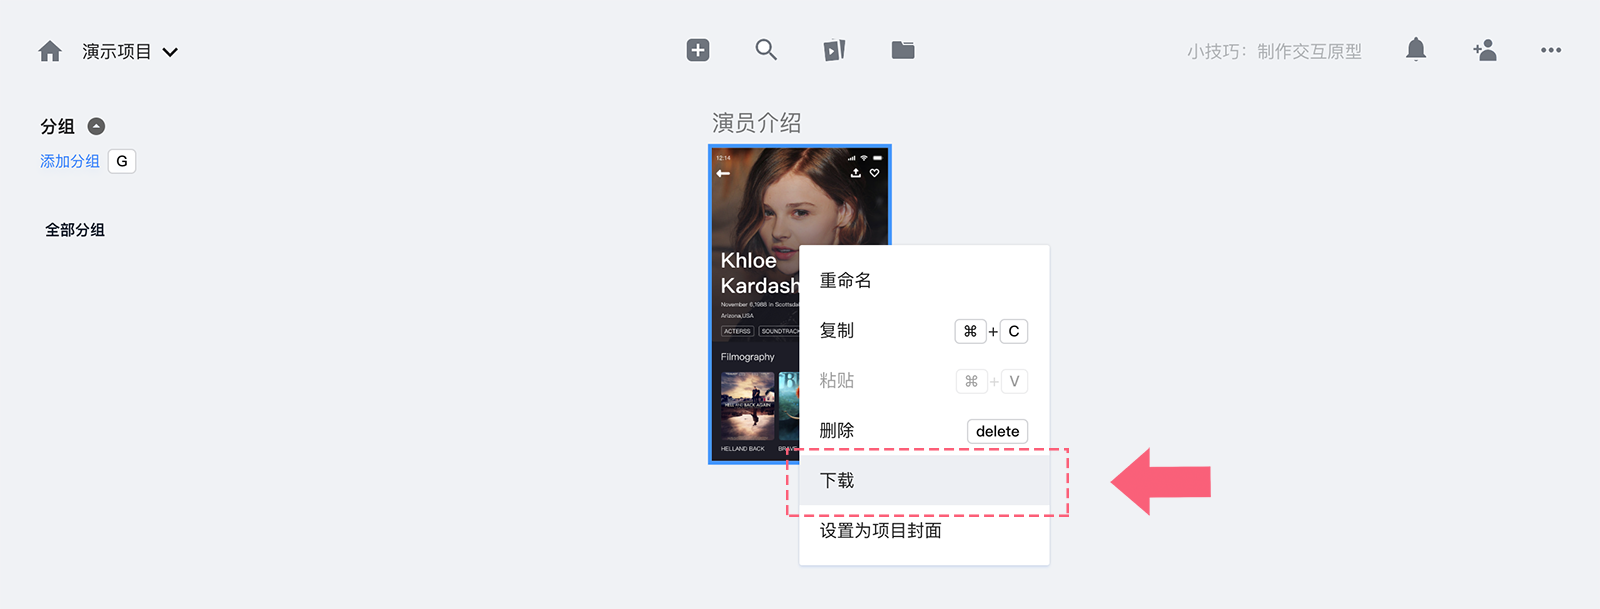 演示项目
小技巧：制作交互原型
分组
添加分组 G
全部分组
演员介绍
12:14
Khloe
Kardash
November 6,1988 in Scottsda
Arizona,USA
ACTERSS SOUNDTRACK
Filmography
HELL AND BACK AGAIN
HELLAND BACK BRAVE
重命名
复制 ⌘ + C
粘贴 ⌘ + V
删除 delete
下载
设置为项目封面